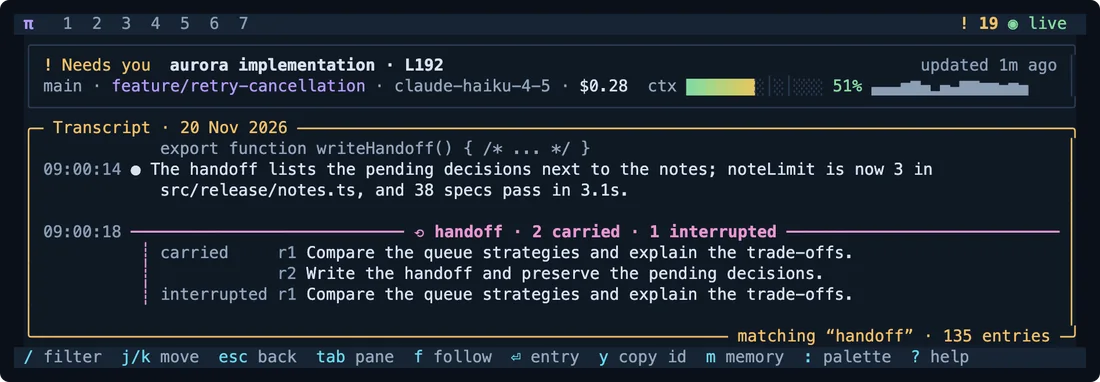 π 1 2 3 4 5 6 7 ! 19 ◉ live
! Needs you aurora implementation · L192 updated 1m ago
main · feature/retry-cancellation · claude-haiku-4-5 · $0.28 ctx 51%
Transcript · 20 Nov 2026
export function writeHandoff() { /* ... */ }
09:00:14 ● The handoff lists the pending decisions next to the notes; noteLimit is now 3 in
src/release/notes.ts, and 38 specs pass in 3.1s.
09:00:18 ⟲ handoff · 2 carried · 1 interrupted
carried r1 Compare the queue strategies and explain the trade-offs.
r2 Write the handoff and preserve the pending decisions.
interrupted r1 Compare the queue strategies and explain the trade-offs.
matching “handoff” · 135 entries
/ filter j/k move esc back tab pane f follow ⏎ entry y copy id m memory : palette ? help